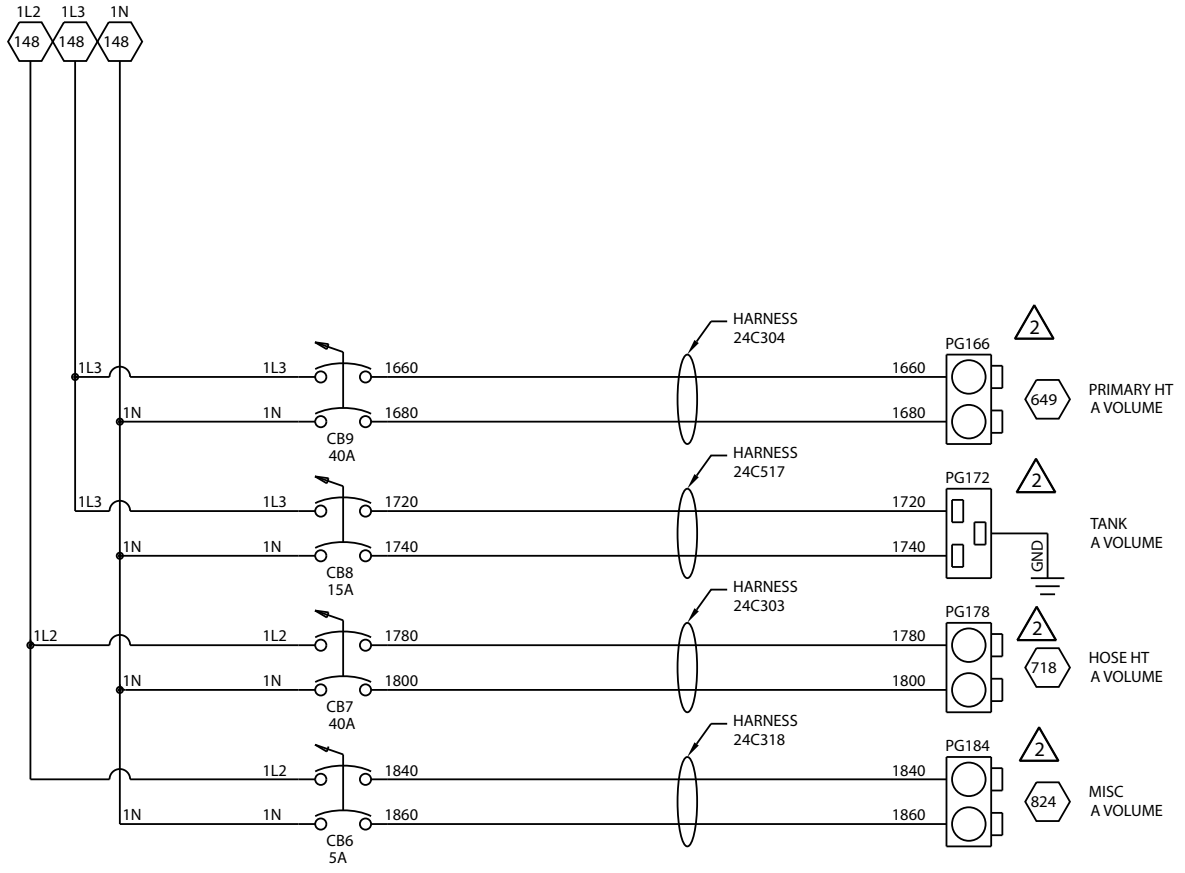 1L2 1L3 1N
148 148 148
HARNESS
24C304
2
PG166
1L3 1L3 1660 1660
649
PRIMARY HT
A VOLUME
1N 1N 1680 1680
CB9
40A
HARNESS
24C517
2
PG172
1L3 1L3 1720 1720
TANK
A VOLUME
1N 1N 1740 1740
GND
CB8
15A
HARNESS
24C303
2
PG178
1L2 1L2 1780 1780
718
HOSE HT
A VOLUME
1N 1N 1800 1800
CB7
40A
HARNESS
24C318
2
PG184
1L2 1840 1840
824
MISC
A VOLUME
1N 1N 1860 1860
CB6
5A